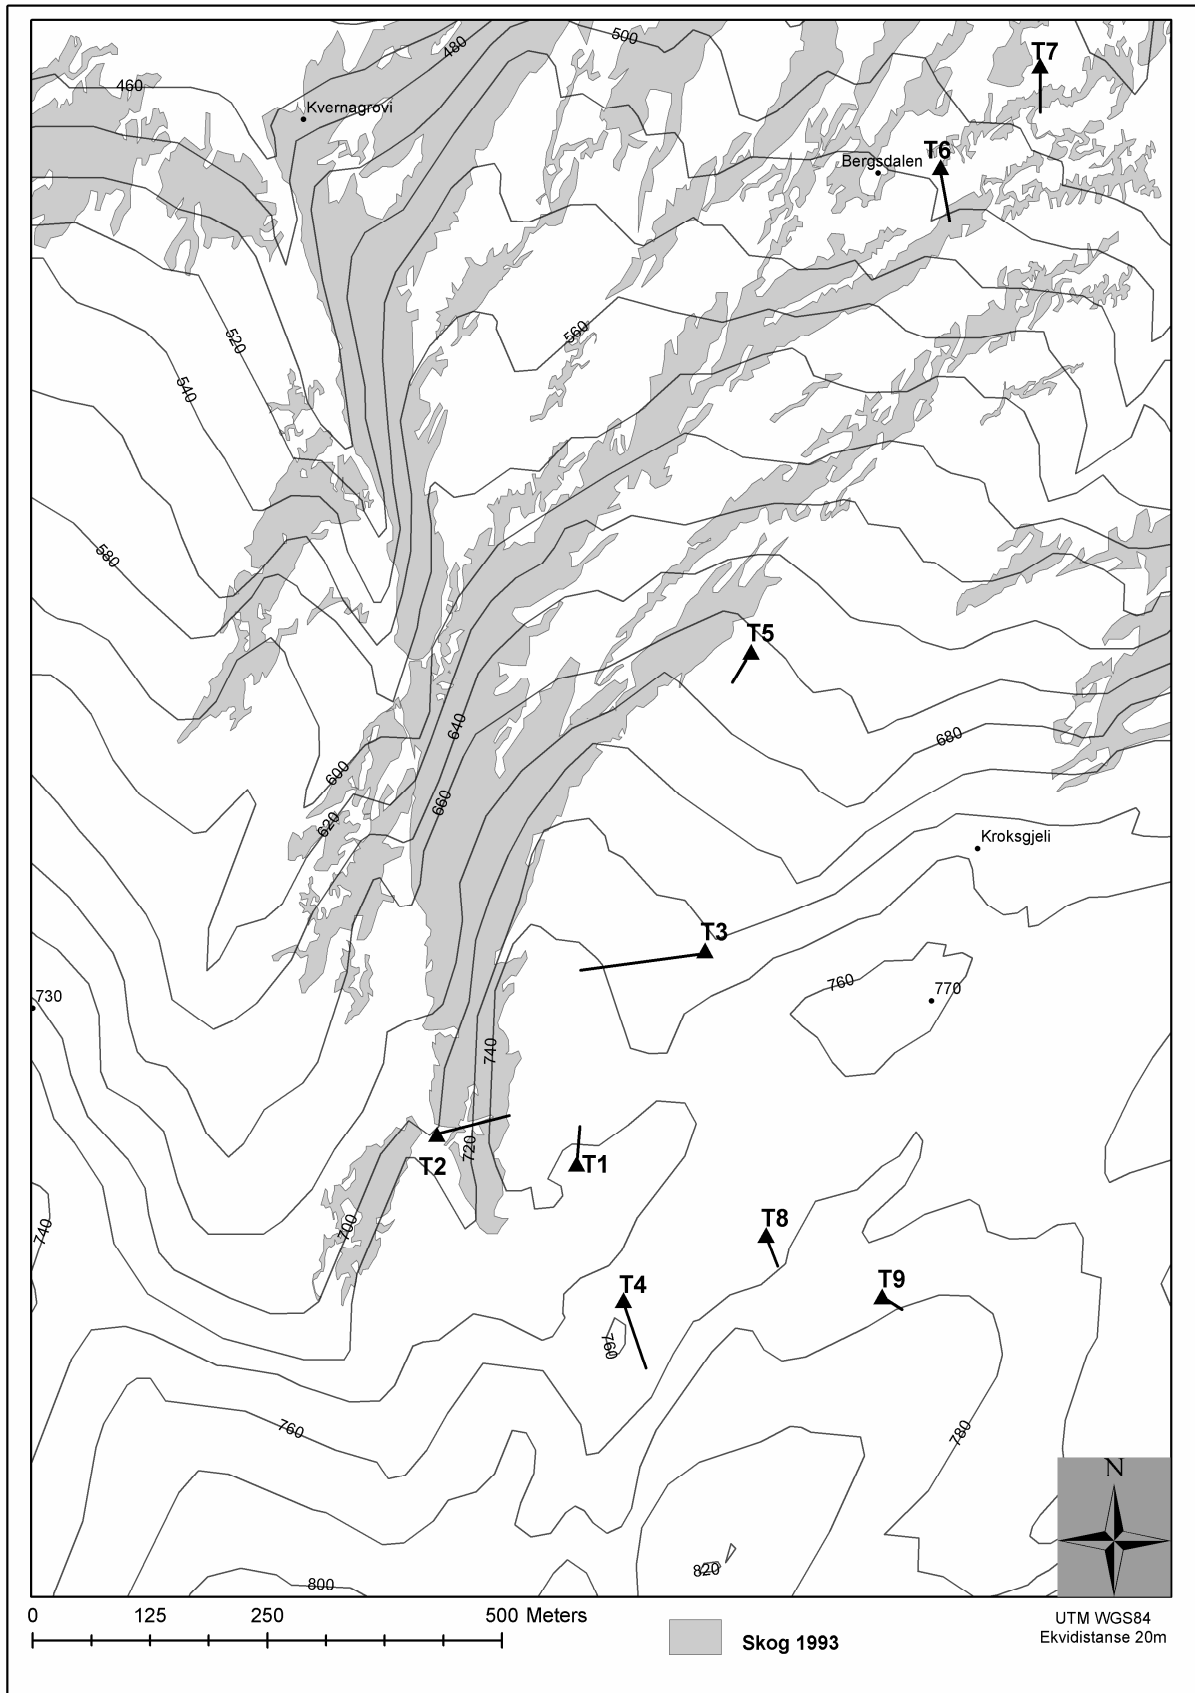 500
480
T7
460
Kvernagrovi
T6
Bergsdalen
560
520
540
580
T5
640
680
600
660
620
Kroksgjeli
T3
760
770
730
740
720
T2
T1
700
740
T8
T9
T4
760
780
760
N
820
800
0 125 250 500 Meters
UTM WGS84
Ekvidistanse 20m
Skog 1993